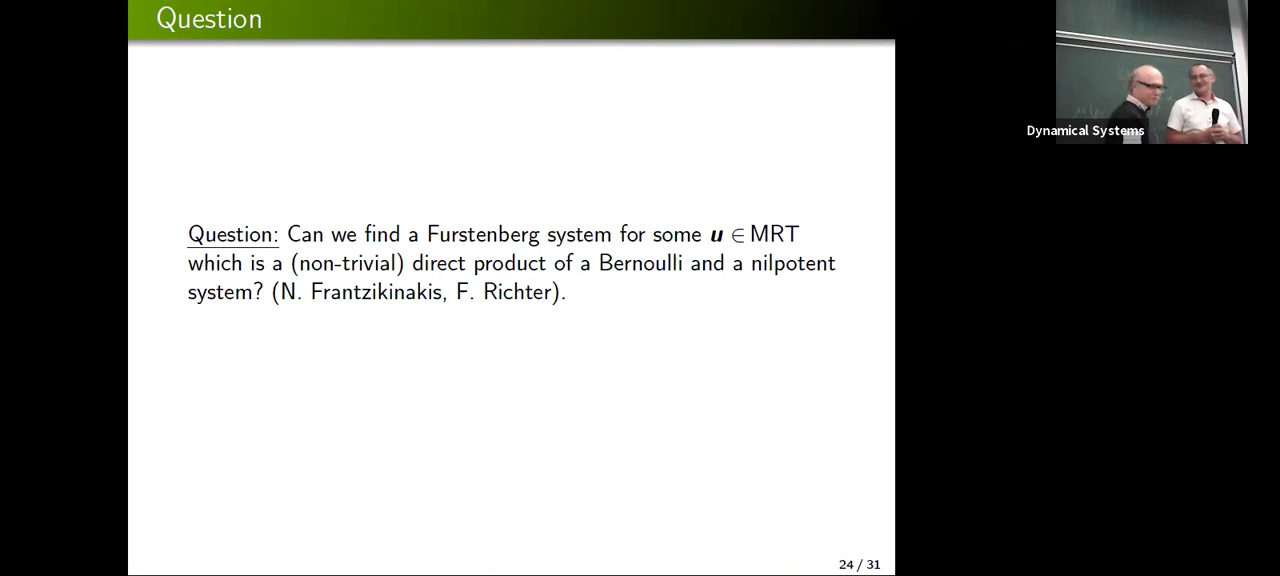 Question
Question: Can we find a Furstenberg system for some u ∈ MRT
which is a (non-trivial) direct product of a Bernoulli and a nilpotent
system? (N. Frantzikinakis, F. Richter).
24 / 31
Dynamical Systems